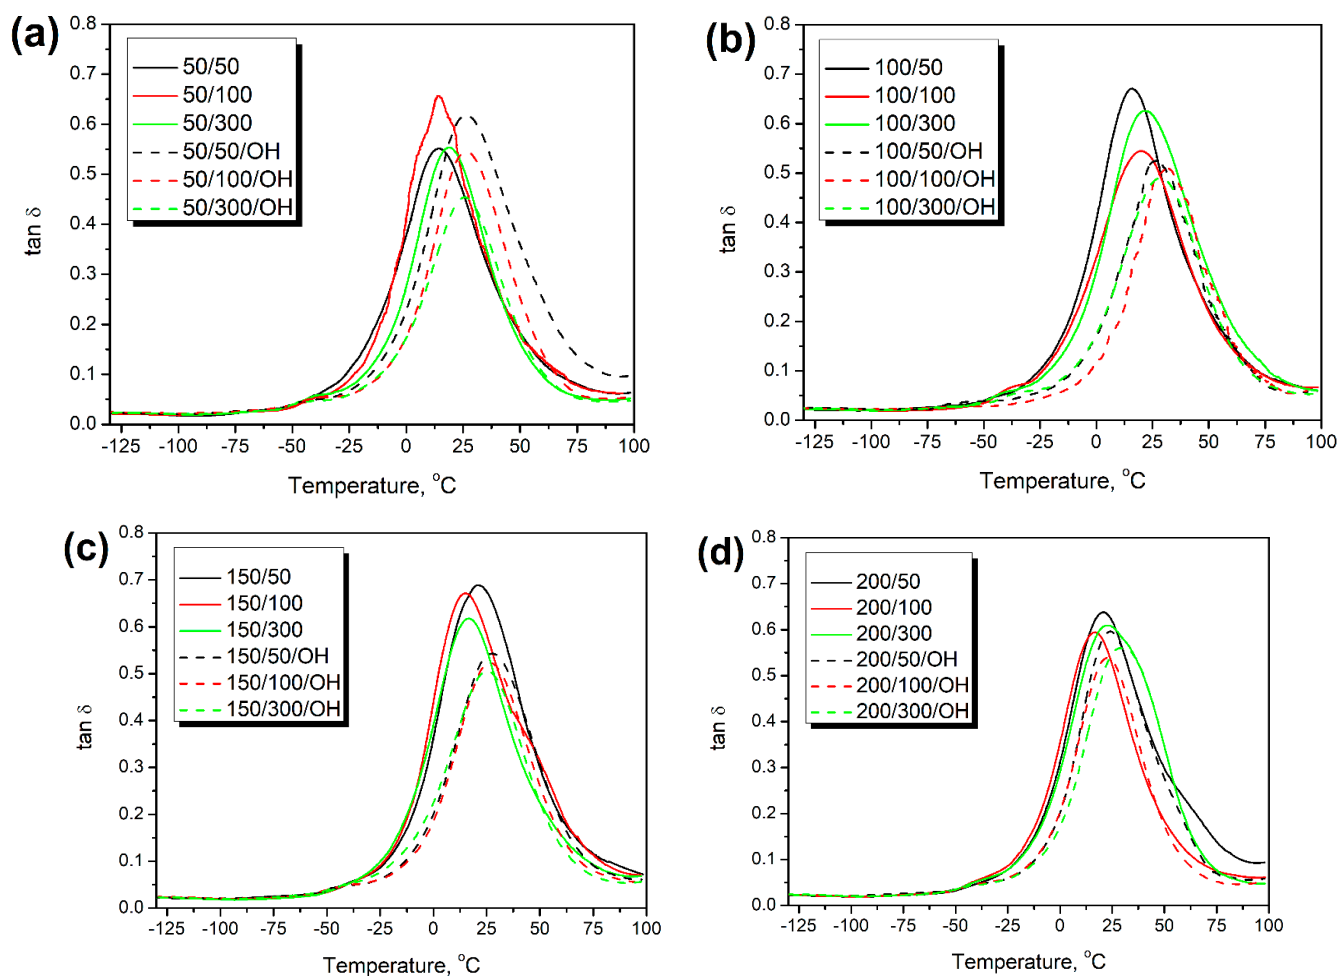 (a)
0.8
0.7
0.6
0.5
0.4
0.3
0.2
0.1
0.0
tan δ
50/50
50/100
50/300
50/50/OH
50/100/OH
50/300/OH
-125 -100 -75 -50 -25 0 25 50 75 100
Temperature, °C
(b)
0.8
0.7
0.6
0.5
0.4
0.3
0.2
0.1
0.0
tan δ
100/50
100/100
100/300
100/50/OH
100/100/OH
100/300/OH
-125 -100 -75 -50 -25 0 25 50 75 100
Temperature, °C
(c)
0.8
0.7
0.6
0.5
0.4
0.3
0.2
0.1
0.0
tan δ
150/50
150/100
150/300
150/50/OH
150/100/OH
150/300/OH
-125 -100 -75 -50 -25 0 25 50 75 100
Temperature, °C
(d)
0.8
0.7
0.6
0.5
0.4
0.3
0.2
0.1
0.0
tan δ
200/50
200/100
200/300
200/50/OH
200/100/OH
200/300/OH
-125 -100 -75 -50 -25 0 25 50 75 100
Temperature, °C